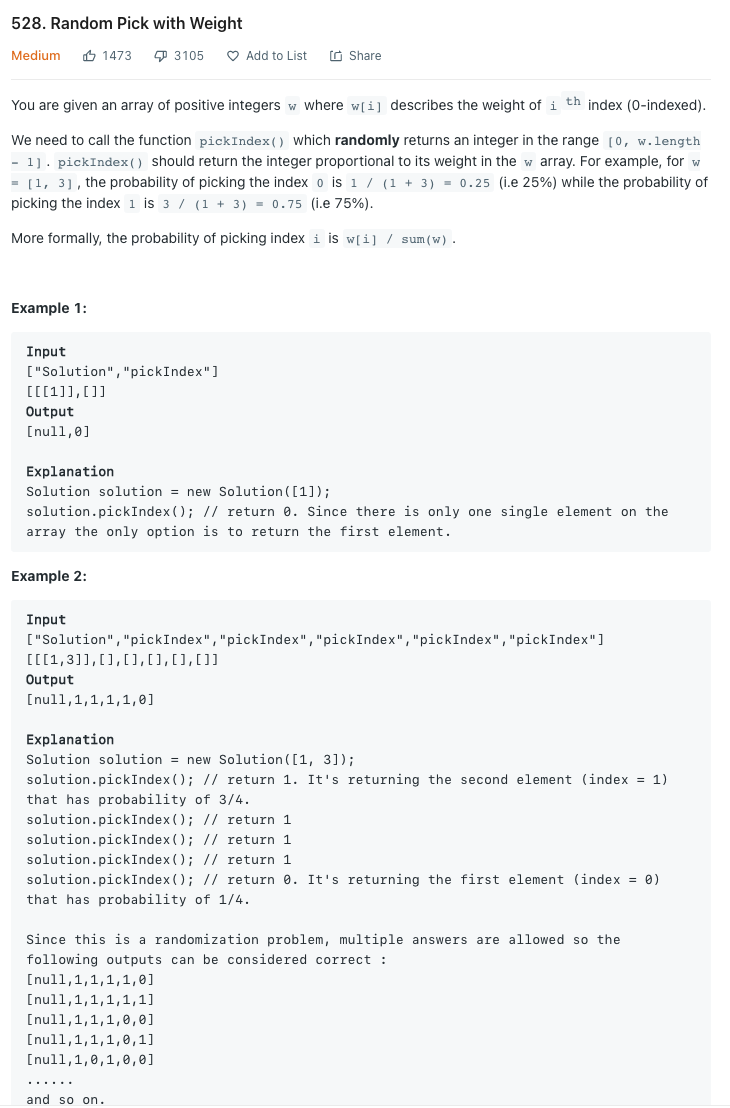 528. Random Pick with Weight
Medium 1473 3105 Add to List Share
You are given an array of positive integers w where w[i] describes the weight of i th index (0-indexed).
We need to call the function pickIndex() which randomly returns an integer in the range [0, w.length
- 1]. pickIndex() should return the integer proportional to its weight in the w array. For example, for w
= [1, 3], the probability of picking the index 0 is 1 / (1 + 3) = 0.25 (i.e 25%) while the probability of
picking the index 1 is 3 / (1 + 3) = 0.75 (i.e 75%).
More formally, the probability of picking index i is w[i] / sum(w).
Example 1:
Input
["Solution","pickIndex"]
[[[1]],[]]
Output
[null,0]
Explanation
Solution solution = new Solution([1]);
solution.pickIndex(); // return 0. Since there is only one single element on the
array the only option is to return the first element.
Example 2:
Input
["Solution","pickIndex","pickIndex","pickIndex","pickIndex","pickIndex"]
[[[1,3]],[],[],[],[],[]]
Output
[null,1,1,1,1,0]
Explanation
Solution solution = new Solution([1, 3]);
solution.pickIndex(); // return 1. It's returning the second element (index = 1)
that has probability of 3/4.
solution.pickIndex(); // return 1
solution.pickIndex(); // return 1
solution.pickIndex(); // return 1
solution.pickIndex(); // return 0. It's returning the first element (index = 0)
that has probability of 1/4.
Since this is a randomization problem, multiple answers are allowed so the
following outputs can be considered correct :
[null,1,1,1,1,0]
[null,1,1,1,1,1]
[null,1,1,1,0,0]
[null,1,1,1,0,1]
[null,1,0,1,0,0]
......
and so on.